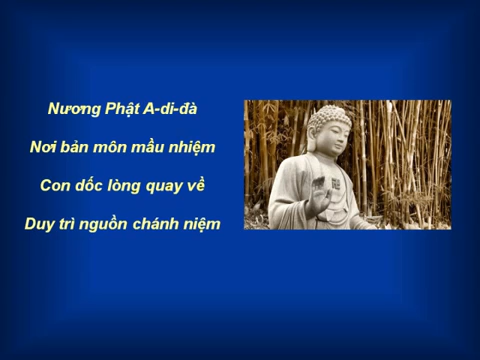 Nương Phật A-di-đà
Nơi bản môn mầu nhiệm
Con dốc lòng quay về
Duy trì nguồn chánh niệm